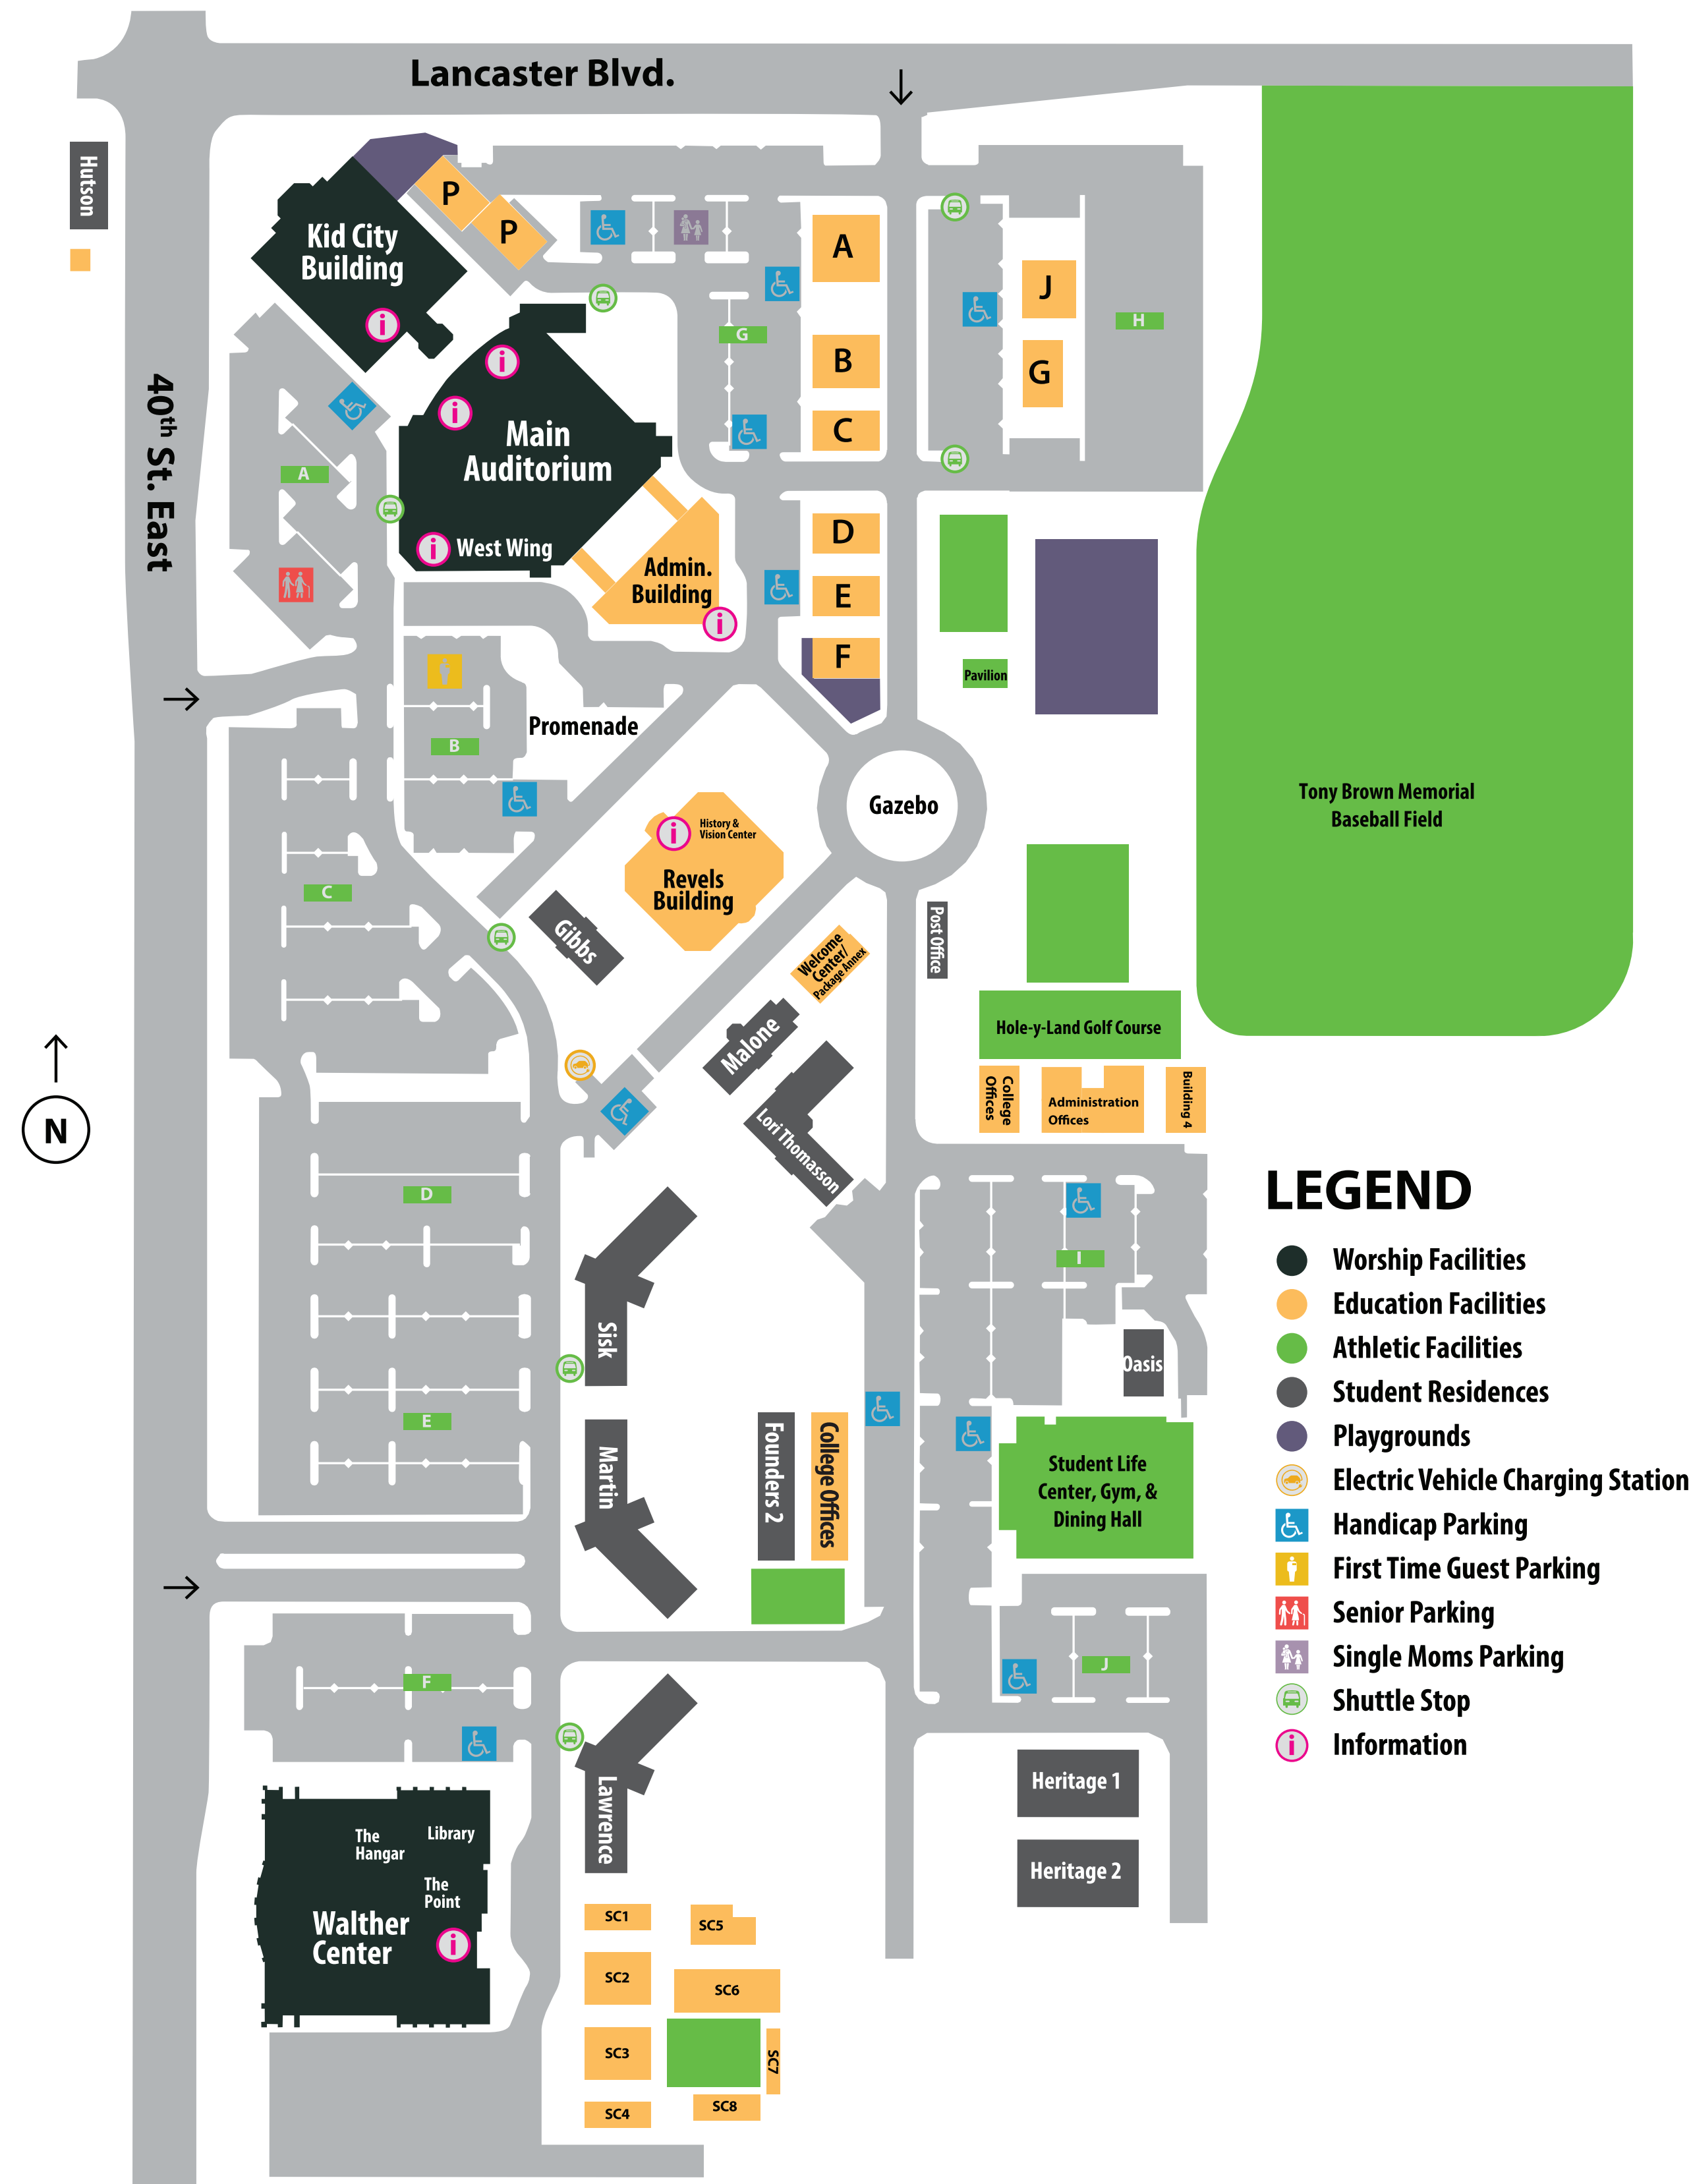 Lancaster Blvd.
Hutson
P
P
Kid City
Building
A
J
H
G
B
G
C
40th St. East
Main
Auditorium
A
West Wing
D
Admin.
Building
E
F
Pavilion
Promenade
B
Gazebo
Tony Brown Memorial
Baseball Field
History &
Vision Center
Revels
Building
C
Gibbs
Post Office
Welcome
Center/
Package Annex
Malone
Hole-y-Land Golf Course
College
Offices
Administration
Offices
Building 4
N
Lori Thomasson
D
I
Sisk
Oasis
E
Martin
Founders 2
College Offices
Student Life
Center, Gym, &
Dining Hall
F
J
Lawrence
Heritage 1
Heritage 2
The
Hangar
Library
The
Point
Walther
Center
SC1
SC5
SC2
SC6
SC3
SC7
SC4
SC8
LEGEND
Worship Facilities
Education Facilities
Athletic Facilities
Student Residences
Playgrounds
Electric Vehicle Charging Station
Handicap Parking
First Time Guest Parking
Senior Parking
Single Moms Parking
Shuttle Stop
i Information